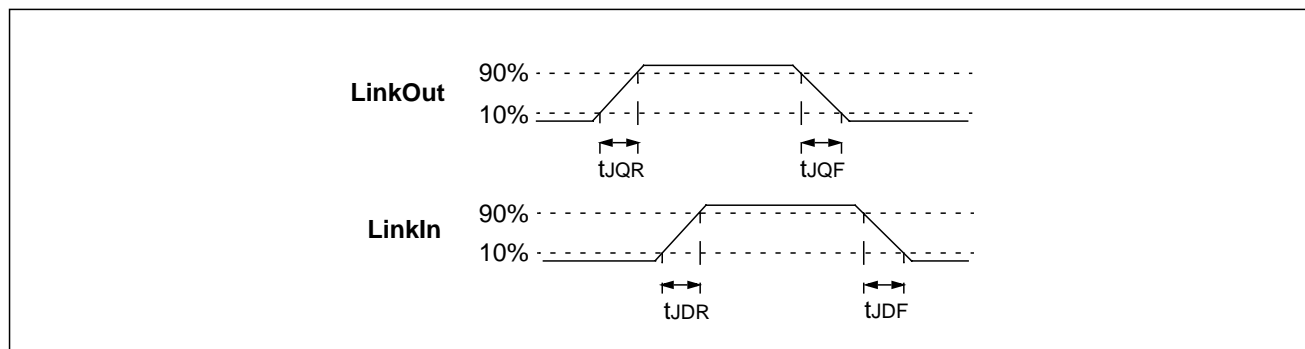 LinkOut
90%
10%
tJQR tJQF
LinkIn
90%
10%
tJDR tJDF